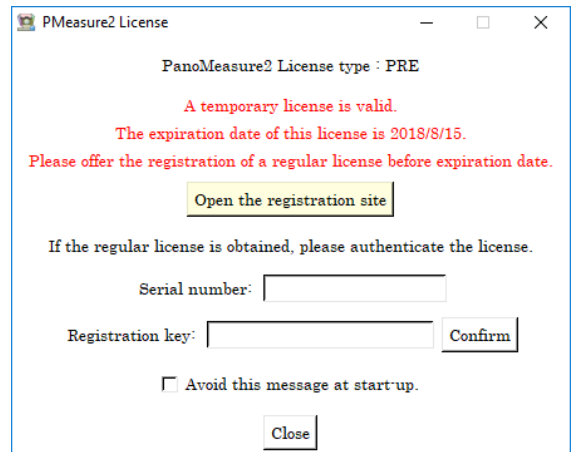 PMeasure2 License
PanoMeasure2 License type : PRE
A temporary license is valid.
The expiration date of this license is 2018/8/15.
Please offer the registration of a regular license before expiration date.
Open the registration site
If the regular license is obtained, please authenticate the license.
Serial number:
Registration key:
Confirm
Avoid this message at start-up.
Close